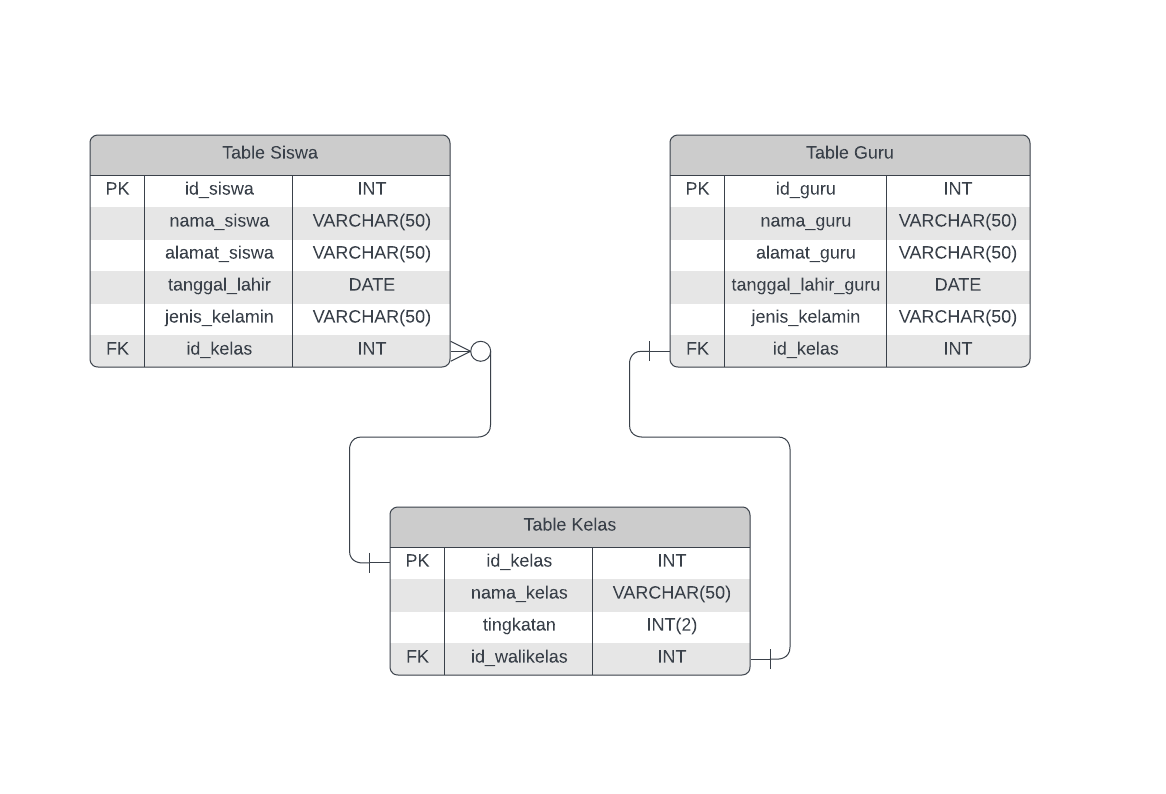 Table Siswa
PK id_siswa INT
nama_siswa VARCHAR(50)
alamat_siswa VARCHAR(50)
tanggal_lahir DATE
jenis_kelamin VARCHAR(50)
FK id_kelas INT
Table Guru
PK id_guru INT
nama_guru VARCHAR(50)
alamat_guru VARCHAR(50)
tanggal_lahir_guru DATE
jenis_kelamin VARCHAR(50)
FK id_kelas INT
Table Kelas
PK id_kelas INT
nama_kelas VARCHAR(50)
tingkatan INT(2)
FK id_walikelas INT